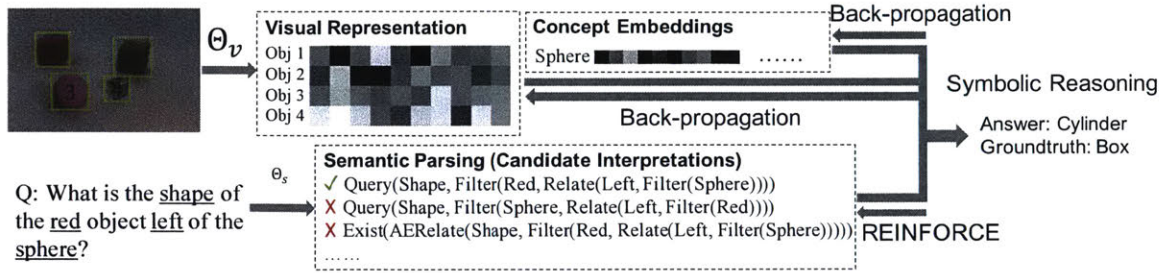 Θv
Visual Representation
Obj 1
Obj 2
Obj 3
Obj 4
Concept Embeddings
Sphere ......
Back-propagation
Back-propagation
Symbolic Reasoning
Answer: Cylinder
Groundtruth: Box
Q: What is the shape of
the red object left of the
sphere?
Θs
Semantic Parsing (Candidate Interpretations)
✓ Query(Shape, Filter(Red, Relate(Left, Filter(Sphere))))
✗ Query(Shape, Filter(Sphere, Relate(Left, Filter(Red))))
✗ Exist(AERelate(Shape, Filter(Red, Relate(Left, Filter(Sphere)))))
......
REINFORCE